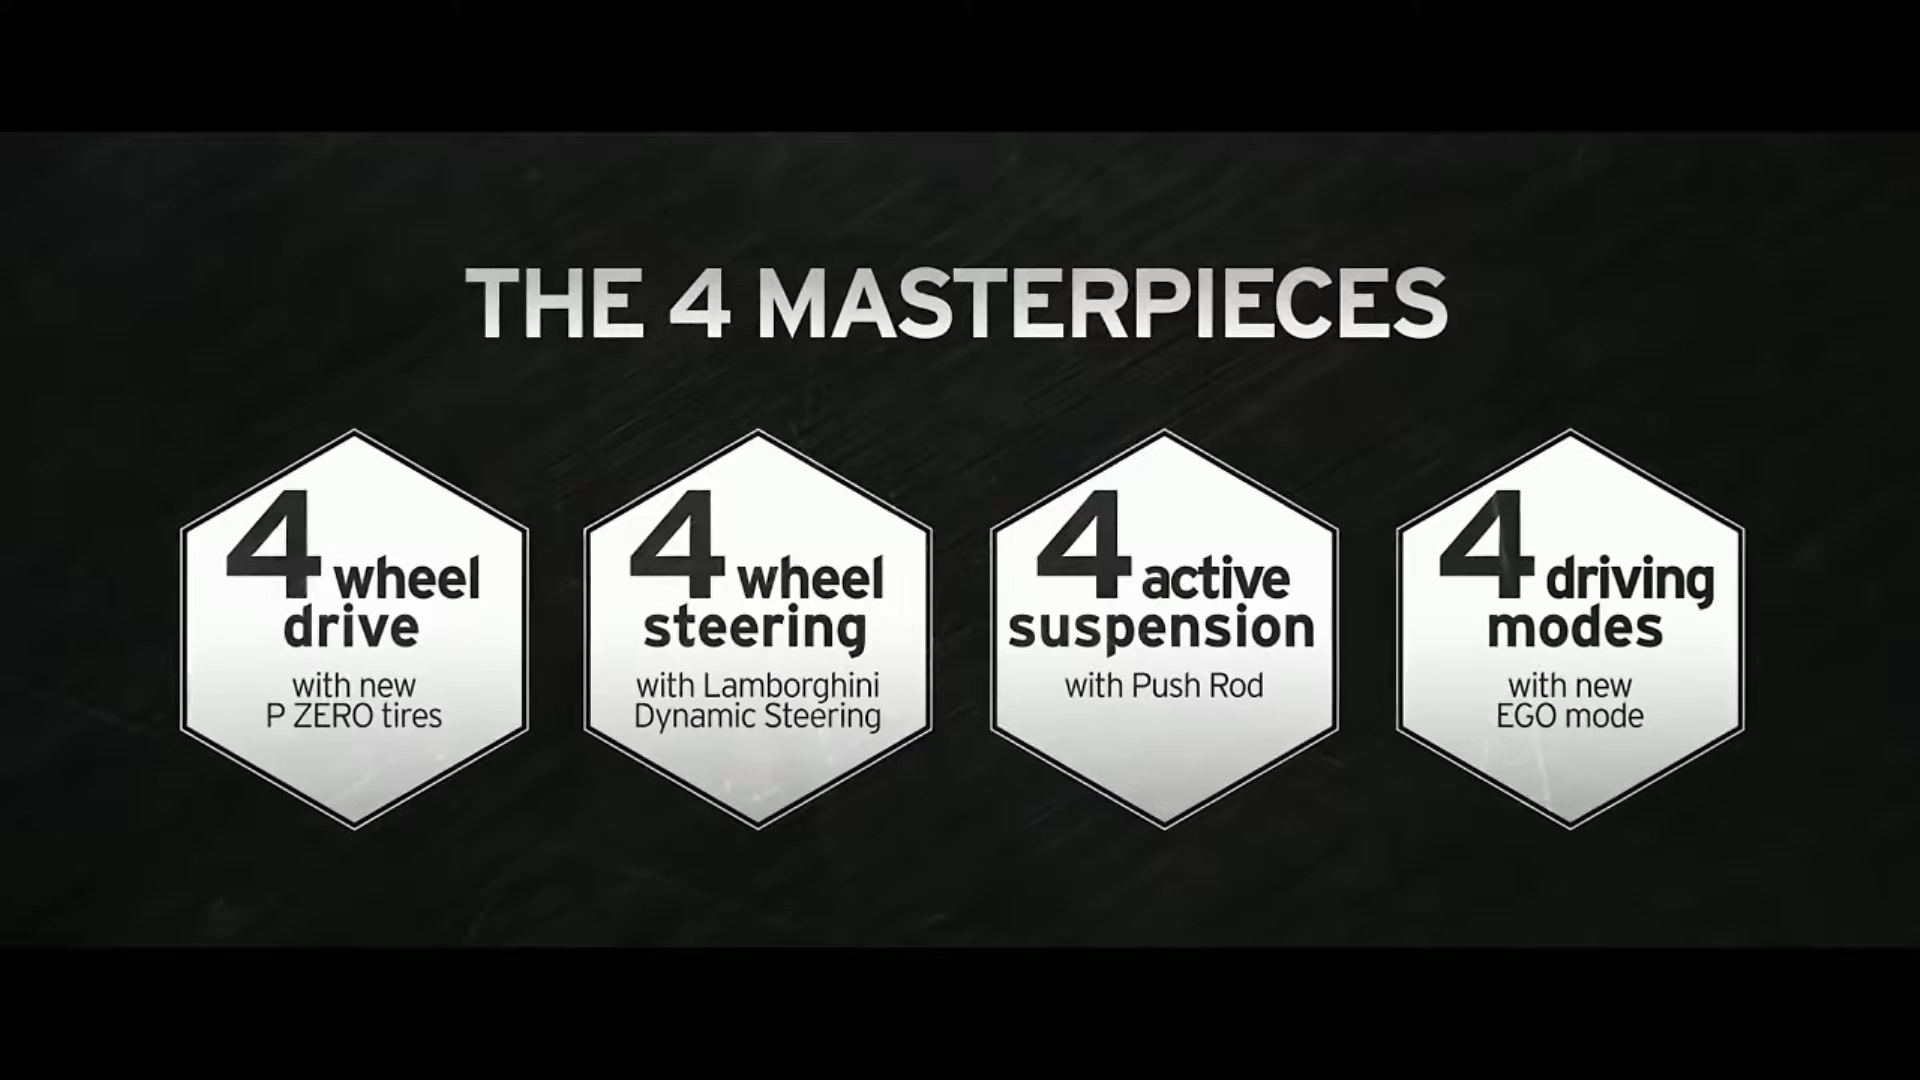 THE 4 MASTERPIECES
4 wheel
drive
with new
P ZERO tires
4 wheel
steering
with Lamborghini
Dynamic Steering
4 active
suspension
with Push Rod
4 driving
modes
with new
EGO mode